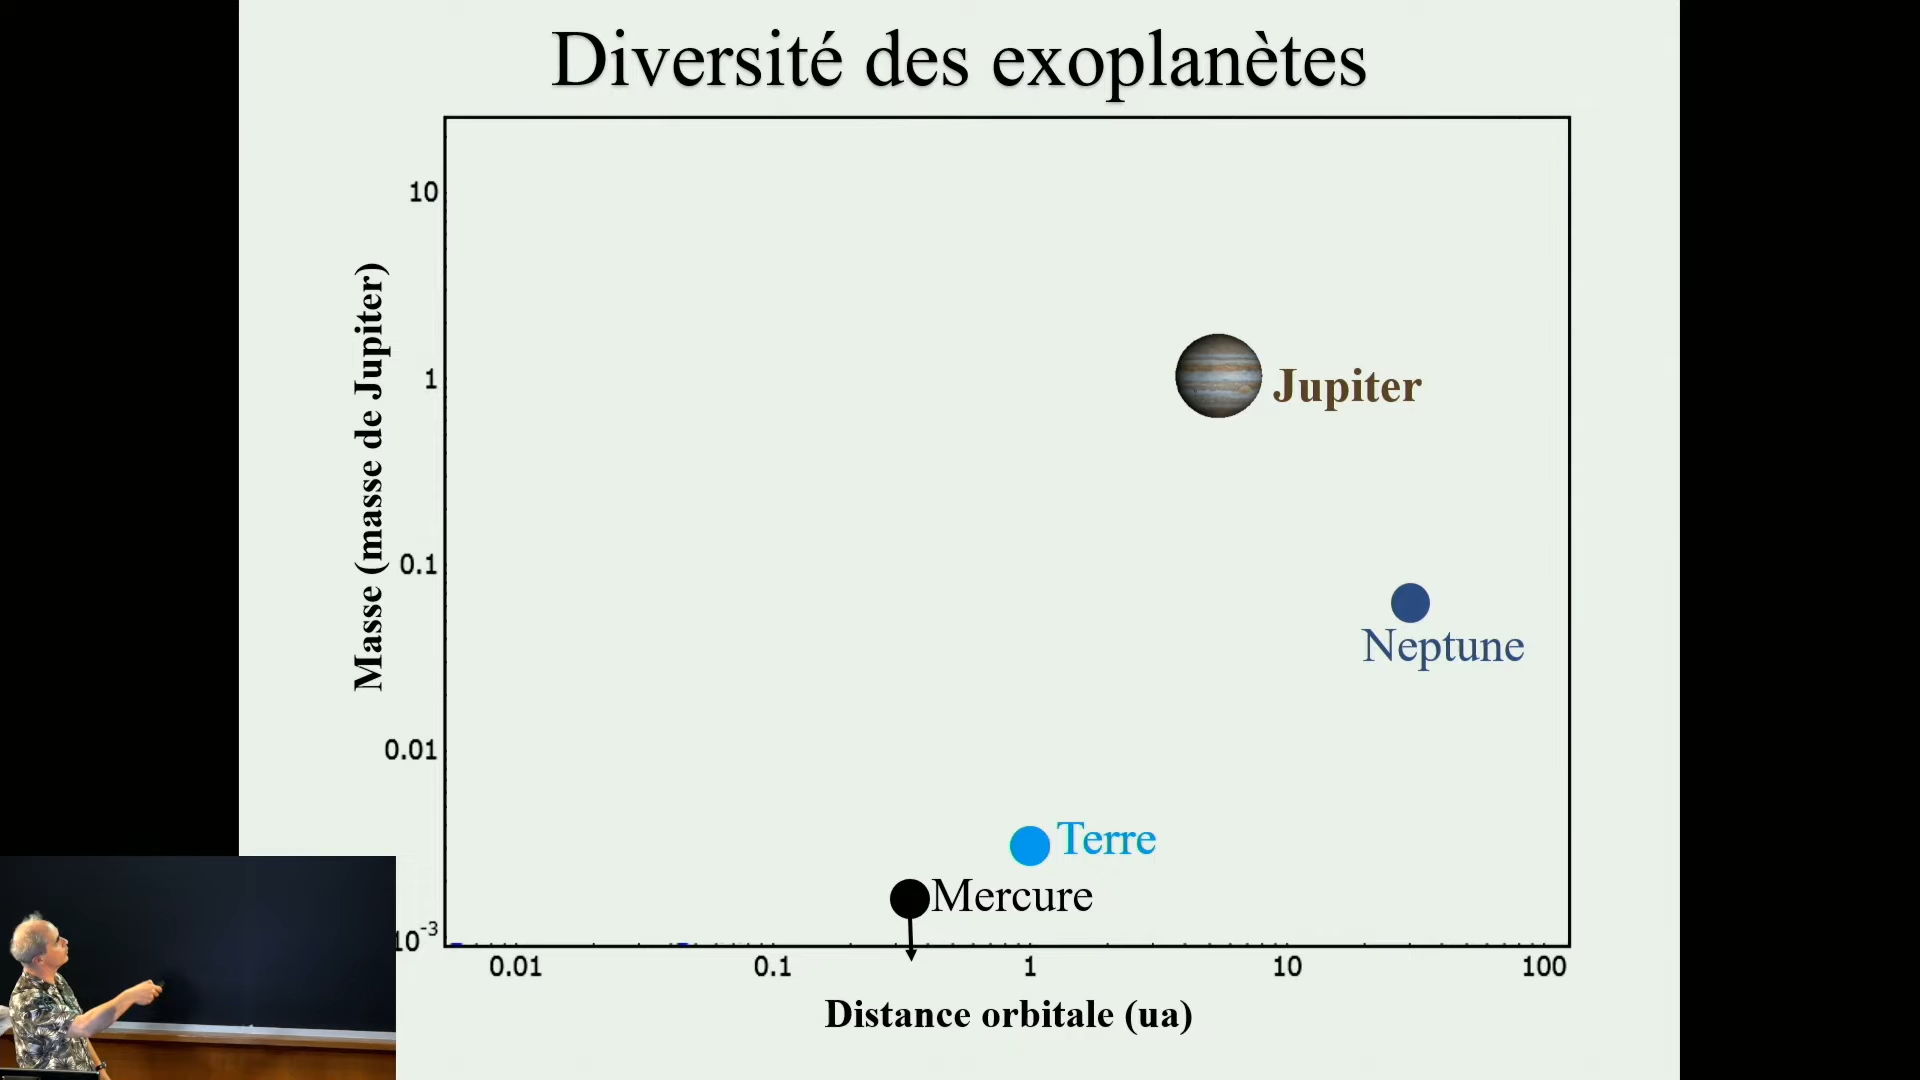 Diversité des exoplanètes
Masse (masse de Jupiter)
10
1
0.1
0.01
10-3
Jupiter
Neptune
Terre
Mercure
0.01
0.1
1
10
100
Distance orbitale (ua)